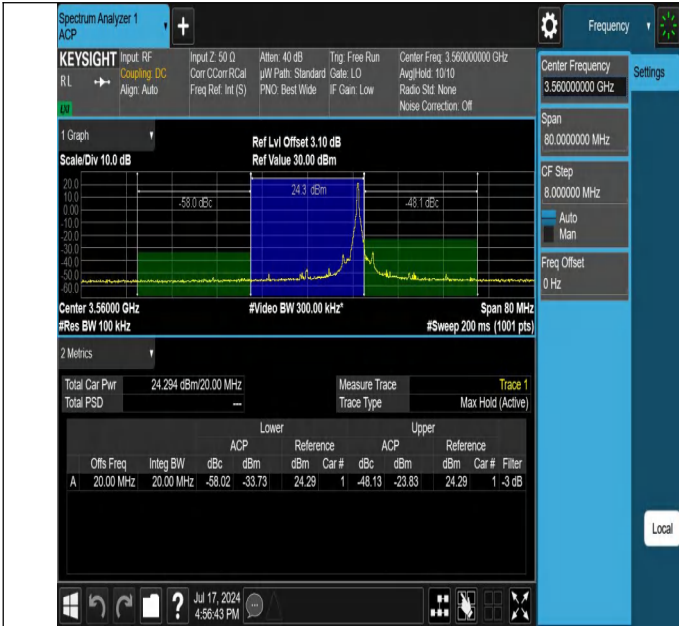 Spectrum Analyzer 1
ACP
+
Frequency
KEYSIGHT
RL
LXI
Input: RF
Coupling: DC
Align: Auto
Input Z: 50 Ω
Corr CCorr RCal
Freq Ref: Int (S)
Atten: 40 dB
µW Path: Standard
PNO: Best Wide
Trig: Free Run
Gate: LO
IF Gain: Low
Center Freq: 3.560000000 GHz
Avg|Hold: 10/10
Radio Std: None
Noise Correction: Off
Center Frequency
3.560000000 GHz
Settings
Span
80.0000000 MHz
CF Step
8.000000 MHz
Auto
Man
Freq Offset
0 Hz
1 Graph
Scale/Div 10.0 dB
Ref Lvl Offset 3.10 dB
Ref Value 30.00 dBm
20.0
10.0
0.00
-10.0
-20.0
-30.0
-40.0
-50.0
-60.0
-58.0 dBc
24.3 dBm
-48.1 dBc
Center 3.56000 GHz
#Video BW 300.00 kHz*
Span 80 MHz
#Res BW 100 kHz
#Sweep 200 ms (1001 pts)
2 Metrics
Total Car Pwr 24.294 dBm/20.00 MHz
Total PSD ---
Measure Trace Trace 1
Trace Type Max Hold (Active)
Lower Upper
ACP Reference ACP Reference
Offs Freq Integ BW dBc dBm dBm Car # dBc dBm dBm Car # Filter
A 20.00 MHz 20.00 MHz -58.02 -33.73 24.29 1 -48.13 -23.83 24.29 1 -3 dB
Local
?
Jul 17, 2024
4:56:43 PM